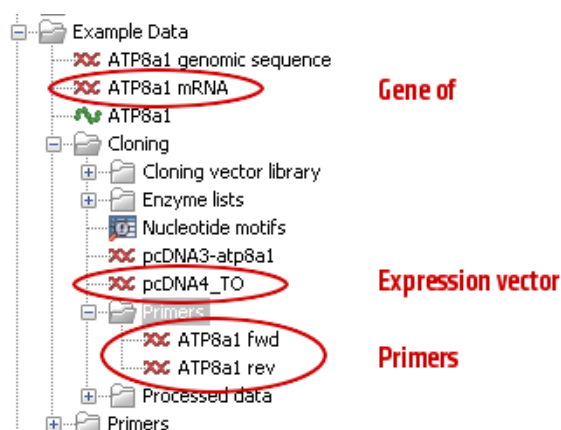 Example Data
ATP8a1 genomic sequence
ATP8a1 mRNA Gene of
ATP8a1
Cloning
Cloning vector library
Enzyme lists
Nucleotide motifs
pcDNA3-atp8a1
pcDNA4_TO Expression vector
Primers
ATP8a1 fwd
ATP8a1 rev Primers
Processed data
Primers